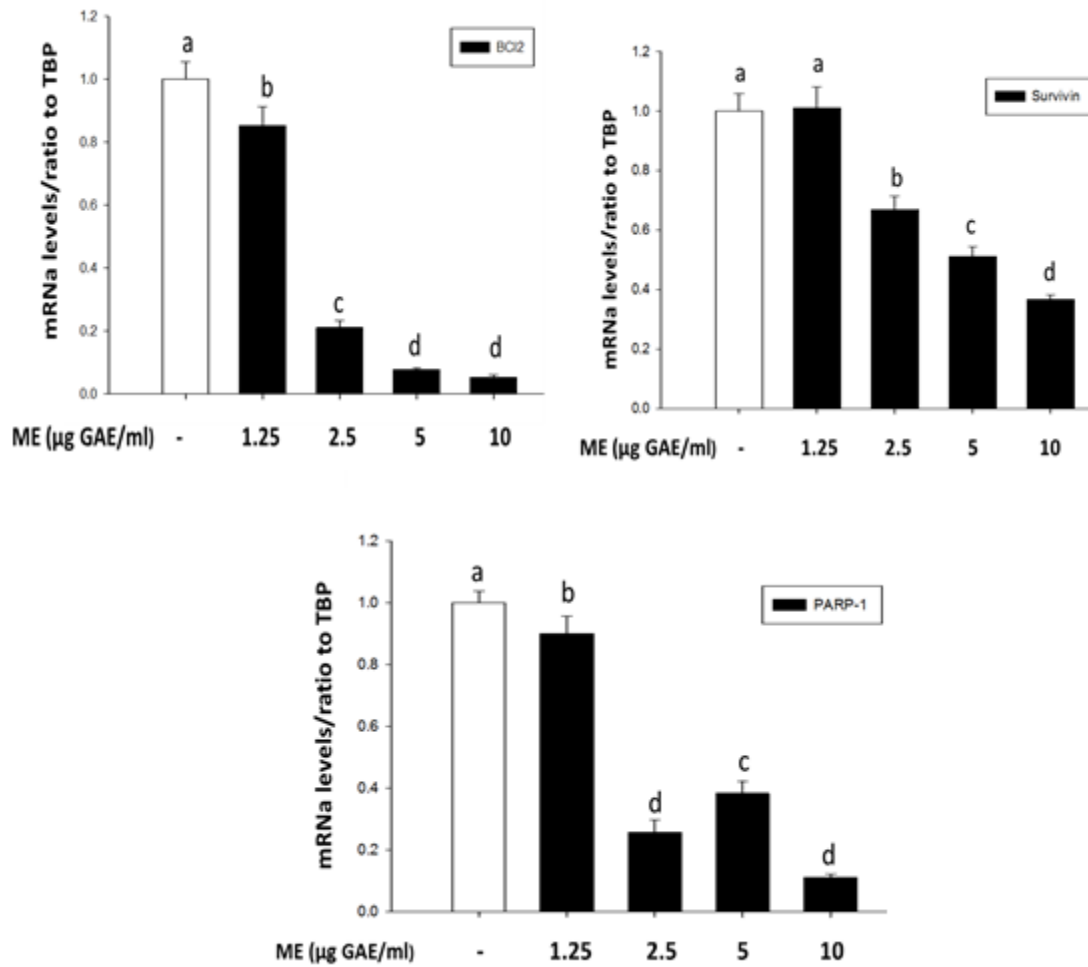 1.2
a
BCl2
1.0
b
0.8
0.6
0.4
c
0.2
d d
0.0
mRNa levels/ratio to TBP
ME (µg GAE/ml) - 1.25 2.5 5 10
1.2
a a
Survivin
1.0
0.8
b
0.6
c
0.4
d
0.2
0.0
mRNa levels/ratio to TBP
ME (µg GAE/ml) - 1.25 2.5 5 10
1.2
a
b
PARP-1
1.0
0.8
0.6
c
0.4
d
d
0.2
0.0
mRNa levels/ratio to TBP
ME (µg GAE/ml) - 1.25 2.5 5 10